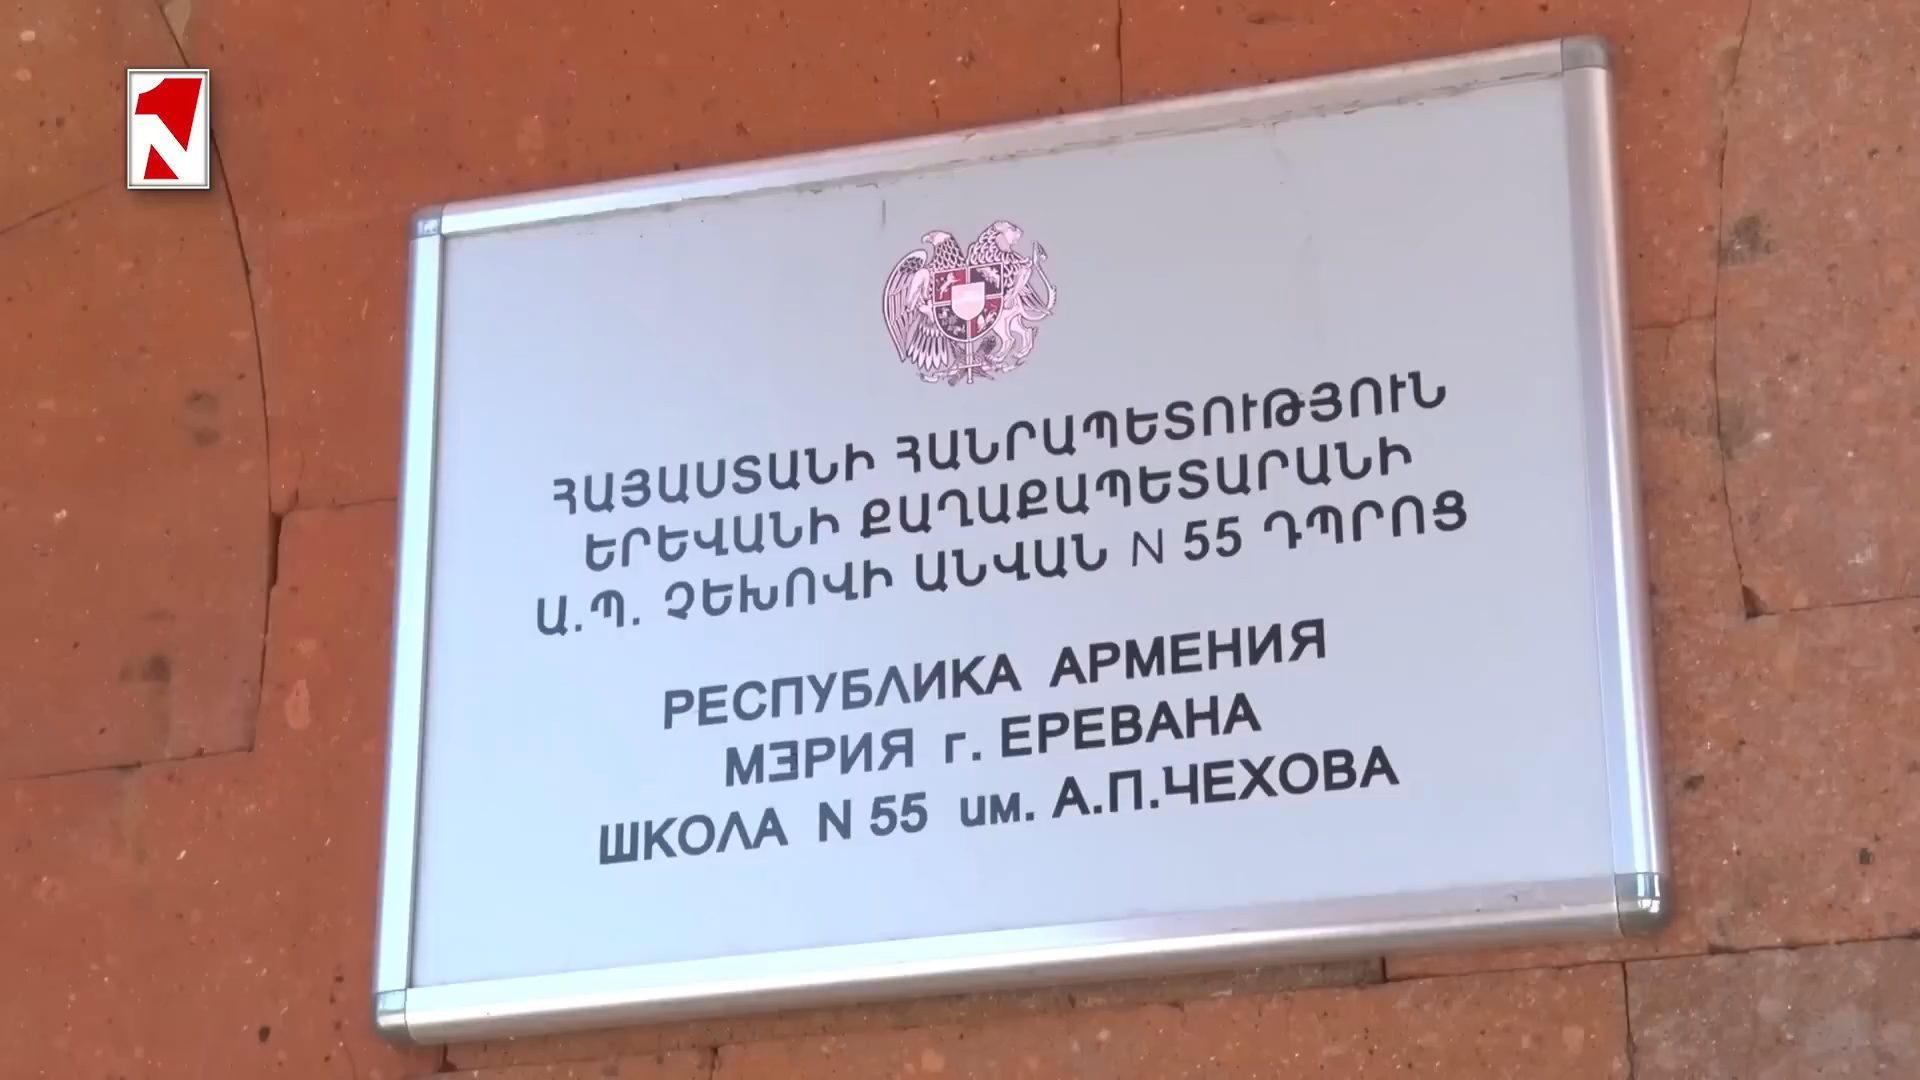 ՀԱՅԱՍՏԱՆԻ ՀԱՆՐԱՊԵՏՈՒԹՅՈՒՆ
ԵՐԵՎԱՆԻ ՔԱՂԱՔԱՊԵՏԱՐԱՆԻ
Ա.Պ. ՉԵԽՈՎԻ ԱՆՎԱՆ N 55 ԴՊՐՈՑ
РЕСПУБЛИКА АРМЕНИЯ
МЭРИЯ г. ЕРЕВАНА
ШКОЛА N 55 им. А.П.ЧЕХОВА